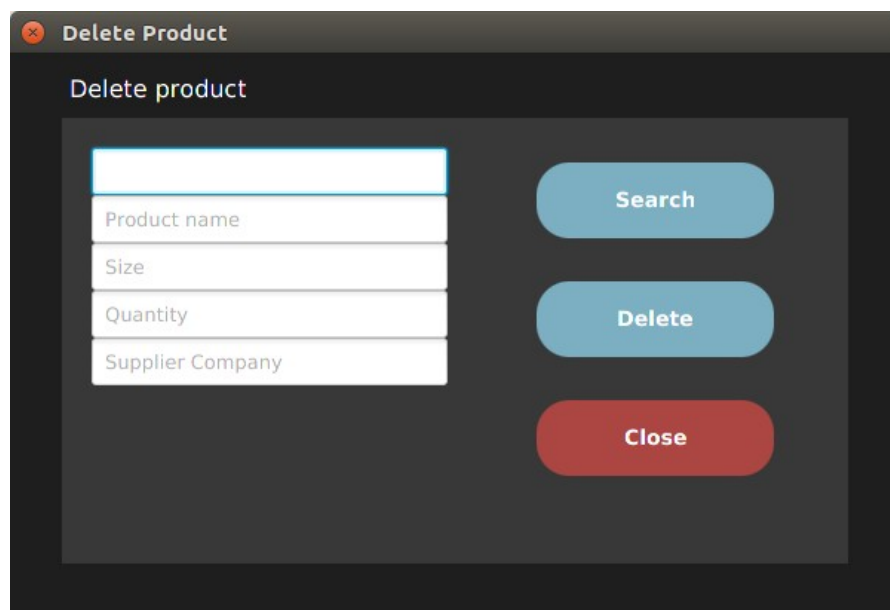 Delete Product
Delete product
Search
Product name
Size
Quantity
Delete
Supplier Company
Close